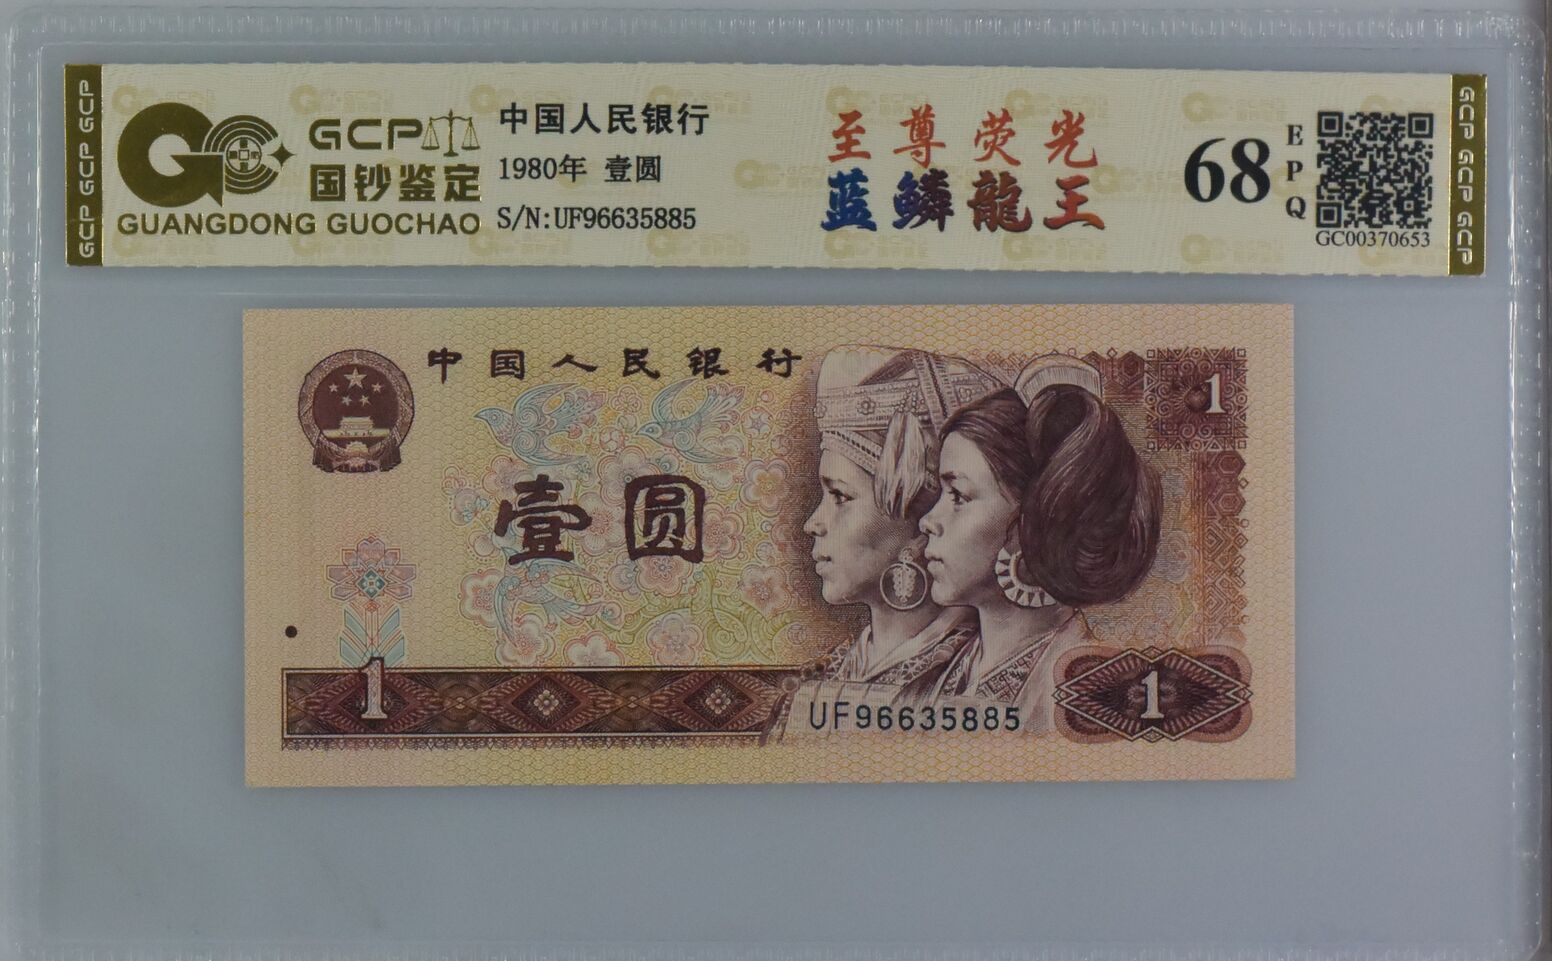 GCP GCP GCP
GCP
国钞鉴定
GUANGDONG GUOCHAO
中国人民银行
1980年 壹圆
S/N:UF96635885
至尊荧光
蓝鳞龍王
68
EPQ
GC00370653
GCP GCP GCP
中国人民银行
1
壹圆
1
UF96635885
1